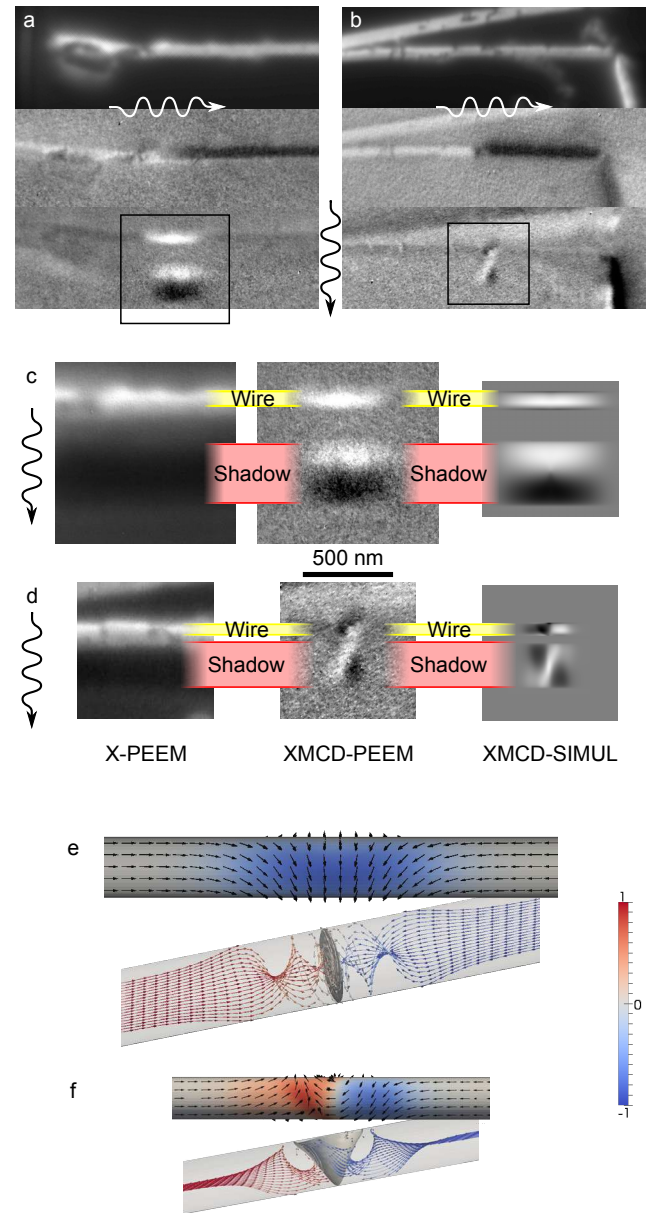 a
b
c
Wire
Wire
Shadow
Shadow
500 nm
d
Wire
Wire
Shadow
Shadow
X-PEEM
XMCD-PEEM
XMCD-SIMUL
e
1
0
-1
f